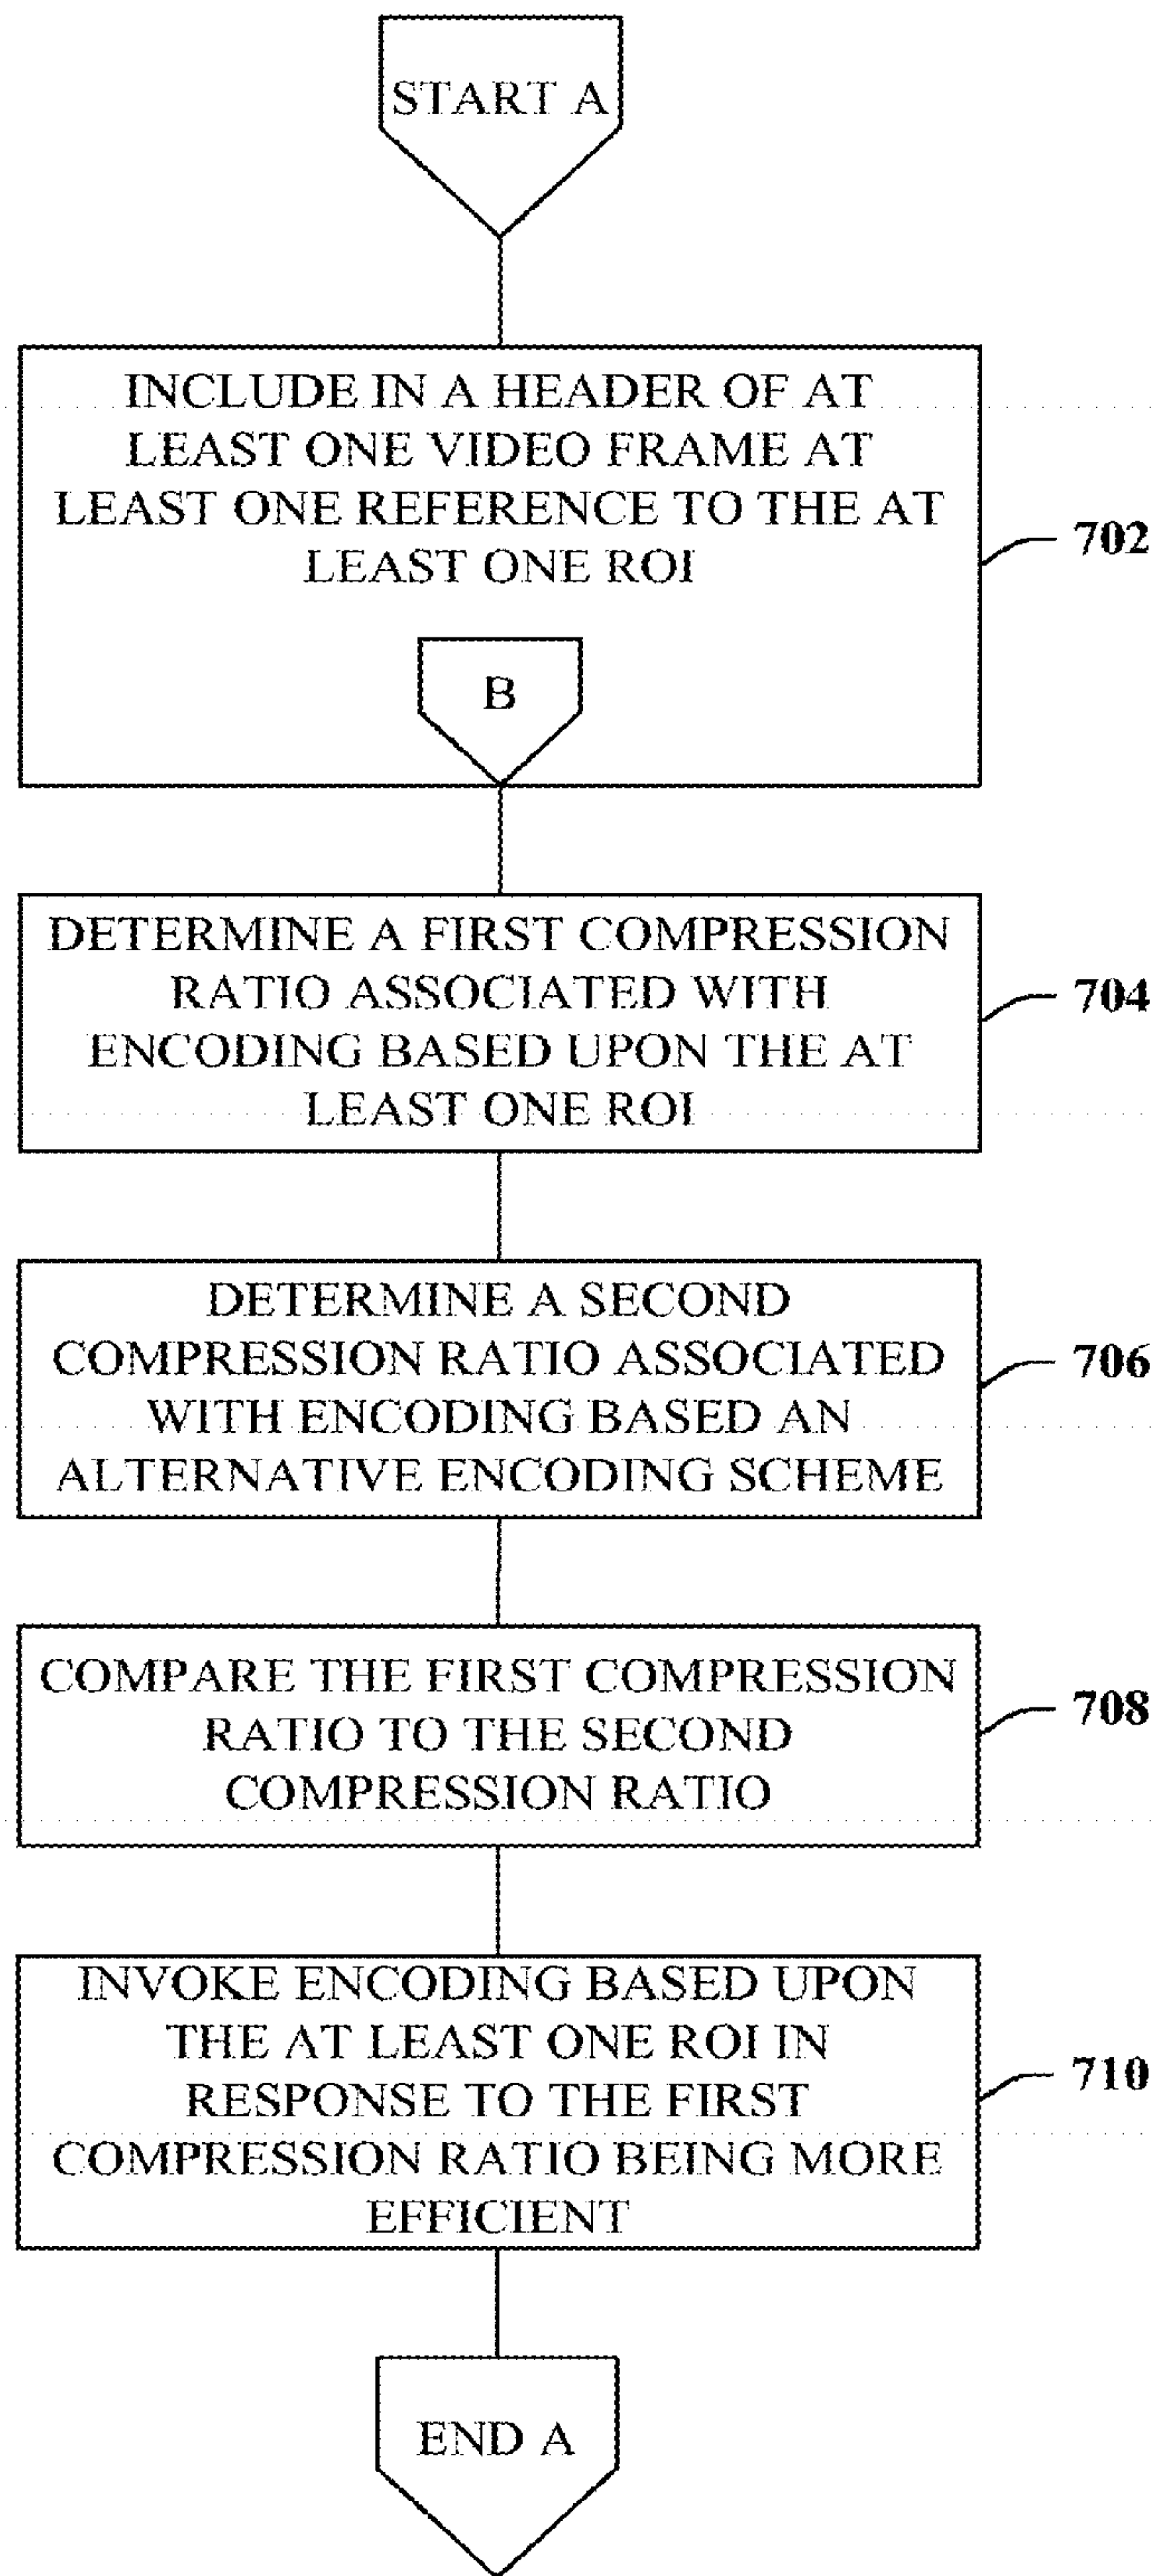 START A
INCLUDE IN A HEADER OF AT
LEAST ONE VIDEO FRAME AT
LEAST ONE REFERENCE TO THE AT
LEAST ONE ROI
702
B
DETERMINE A FIRST COMPRESSION
RATIO ASSOCIATED WITH
ENCODING BASED UPON THE AT
LEAST ONE ROI
704
DETERMINE A SECOND
COMPRESSION RATIO ASSOCIATED
WITH ENCODING BASED AN
ALTERNATIVE ENCODING SCHEME
706
COMPARE THE FIRST COMPRESSION
RATIO TO THE SECOND
COMPRESSION RATIO
708
INVOKE ENCODING BASED UPON
THE AT LEAST ONE ROI IN
RESPONSE TO THE FIRST
COMPRESSION RATIO BEING MORE
EFFICIENT
710
END A